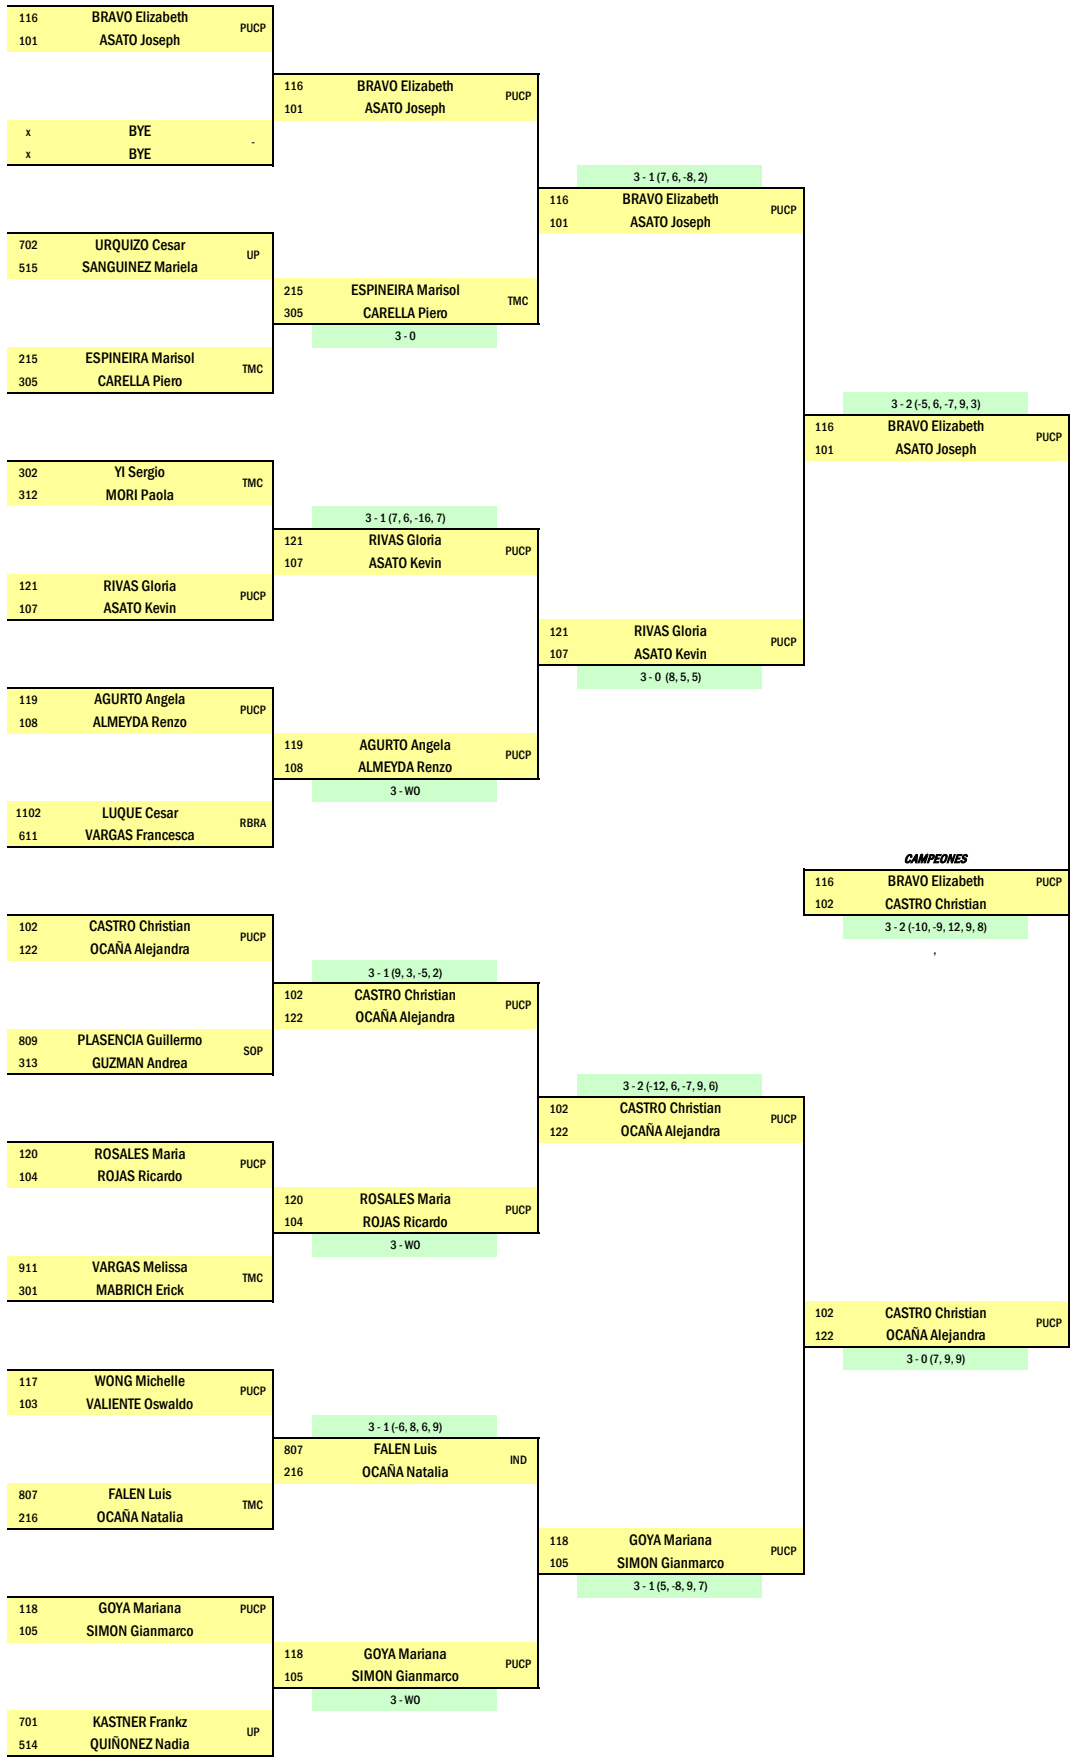 116 BRAVO Elizabeth PUCP
101 ASATO Joseph
116 BRAVO Elizabeth PUCP
101 ASATO Joseph
x BYE -
x BYE
3 - 1 (7, 6, -8, 2)
116 BRAVO Elizabeth PUCP
101 ASATO Joseph
702 URQUIZO Cesar UP
515 SANGUINEZ Mariela
215 ESPINEIRA Marisol TMC
305 CARELLA Piero
3 - 0
215 ESPINEIRA Marisol TMC
305 CARELLA Piero
3 - 2 (-5, 6, -7, 9, 3)
116 BRAVO Elizabeth PUCP
101 ASATO Joseph
302 YI Sergio TMC
312 MORI Paola
3 - 1 (7, 6, -16, 7)
121 RIVAS Gloria PUCP
107 ASATO Kevin
121 RIVAS Gloria PUCP
107 ASATO Kevin
121 RIVAS Gloria PUCP
107 ASATO Kevin
3 - 0 (8, 5, 5)
119 AGURTO Angela PUCP
108 ALMEYDA Renzo
119 AGURTO Angela PUCP
108 ALMEYDA Renzo
3 - WO
1102 LUQUE Cesar RBRA
611 VARGAS Francesca
CAMPEONES
116 BRAVO Elizabeth PUCP
102 CASTRO Christian
3 - 2 (-10, -9, 12, 9, 8)
,
102 CASTRO Christian PUCP
122 OCAÑA Alejandra
3 - 1 (9, 3, -5, 2)
102 CASTRO Christian PUCP
122 OCAÑA Alejandra
809 PLASENCIA Guillermo SOP
313 GUZMAN Andrea
3 - 2 (-12, 6, -7, 9, 6)
102 CASTRO Christian PUCP
122 OCAÑA Alejandra
120 ROSALES Maria PUCP
104 ROJAS Ricardo
120 ROSALES Maria PUCP
104 ROJAS Ricardo
3 - WO
911 VARGAS Melissa TMC
301 MABRICH Erick
102 CASTRO Christian PUCP
122 OCAÑA Alejandra
3 - 0 (7, 9, 9)
117 WONG Michelle PUCP
103 VALIENTE Oswaldo
3 - 1 (-6, 8, 6, 9)
807 FALEN Luis IND
216 OCAÑA Natalia
807 FALEN Luis TMC
216 OCAÑA Natalia
118 GOYA Mariana PUCP
105 SIMON Gianmarco
3 - 1 (5, -8, 9, 7)
118 GOYA Mariana PUCP
105 SIMON Gianmarco
118 GOYA Mariana PUCP
105 SIMON Gianmarco
3 - WO
701 KASTNER Frankz UP
514 QUIÑONEZ Nadia